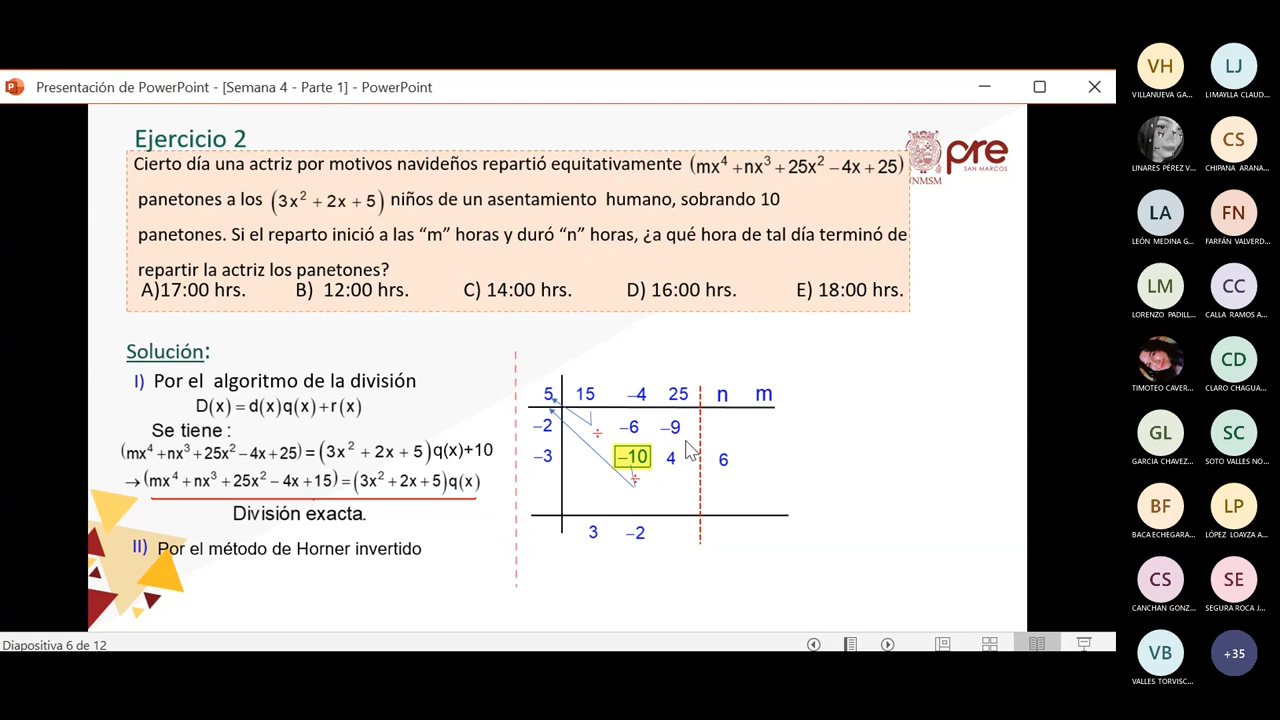 Presentación de PowerPoint - [Semana 4 - Parte 1] - PowerPoint
Ejercicio 2
Cierto día una actriz por motivos navideños repartió equitativamente (mx⁴ +nx³ +25x² −4x +25)
panetones a los (3x² + 2x + 5) niños de un asentamiento humano, sobrando 10
panetones. Si el reparto inició a las “m” horas y duró “n” horas, ¿a qué hora de tal día terminó de
repartir la actriz los panetones?
A)17:00 hrs. B) 12:00 hrs. C) 14:00 hrs. D) 16:00 hrs. E) 18:00 hrs.
UNMSM
pre
SAN MARCOS
Solución:
I) Por el algoritmo de la división
D(x) = d(x)q(x)+r(x)
Se tiene :
(mx⁴ +nx³ +25x² −4x +25) = (3x² + 2x + 5)q(x)+10
→ (mx⁴ +nx³ +25x² −4x +15) = (3x² +2x +5)q(x)
División exacta.
II) Por el método de Horner invertido
5 15 −4 25 n m
−2 ÷ −6 −9
−3 −10 4 6
÷
3 −2
VH
VILLANUEVA GA...
LJ
LIMAYLLA CLAUD...
LINARES PÉREZ V...
CS
CHIPANA ARANA...
LA
LEÓN MEDINA G...
FN
FARFÁN VALVERD...
LM
LORENZO PADILL...
CC
CALLA RAMOS A...
TIMOTEO CAVER...
CD
CLARO CHAGUA...
GL
GARCIA CHAVEZ...
SC
SOTO VALLES NO...
BF
BACA ECHEGARA...
LP
LÓPEZ LOAYZA A...
CS
CANCHAN GONZ...
SE
SEGURA ROCA J...
VB
VALLES TORVISC...
+35
Diapositiva 6 de 12